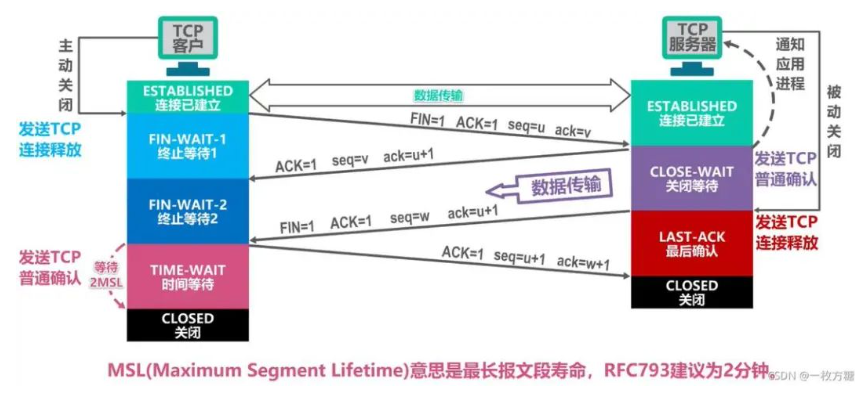 TCP
客户
TCP
服务器
主动关闭
通知
应用
进程
ESTABLISHED
连接已建立
数据传输
ESTABLISHED
连接已建立
被动关闭
FIN=1 ACK=1 seq=u ack=v
发送TCP
连接释放
FIN-WAIT-1
终止等待1
ACK=1 seq=v ack=u+1
CLOSE-WAIT
关闭等待
发送TCP
普通确认
数据传输
FIN-WAIT-2
终止等待2
FIN=1 ACK=1 seq=w ack=u+1
LAST-ACK
最后确认
发送TCP
连接释放
发送TCP
普通确认
等待
2MSL
TIME-WAIT
时间等待
ACK=1 seq=u+1 ack=w+1
CLOSED
关闭
CLOSED
关闭
MSL(Maximum Segment Lifetime)意思是最长报文段寿命，RFC793建议为2分钟。
CSDN @一枚方糖